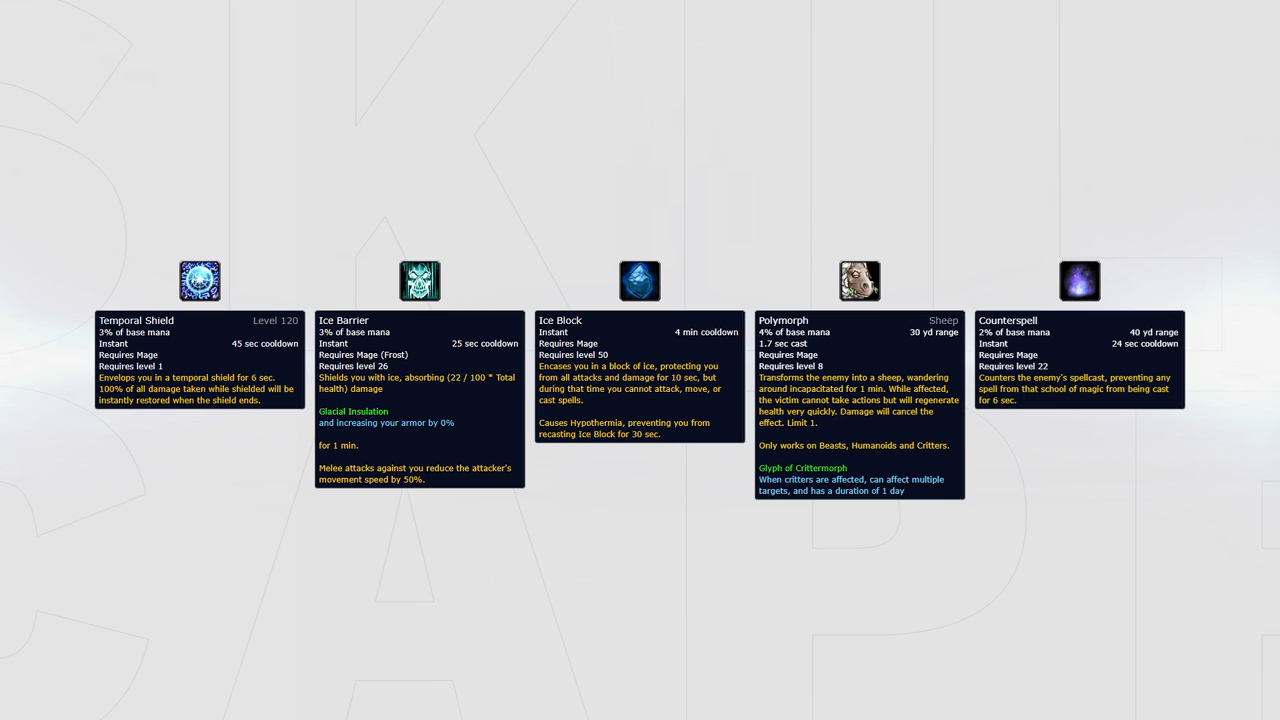 SKILL
CAPE
Temporal Shield Level 120
3% of base mana
Instant 45 sec cooldown
Requires Mage
Requires level 1
Envelops you in a temporal shield for 6 sec.
100% of all damage taken while shielded will be
instantly restored when the shield ends.
Ice Barrier
3% of base mana
Instant 25 sec cooldown
Requires Mage (Frost)
Requires level 26
Shields you with ice, absorbing (22 / 100 * Total
health) damage
Glacial Insulation
and increasing your armor by 0%
for 1 min.
Melee attacks against you reduce the attacker's
movement speed by 50%.
Ice Block
Instant 4 min cooldown
Requires Mage
Requires level 50
Encases you in a block of ice, protecting you
from all attacks and damage for 10 sec, but
during that time you cannot attack, move, or
cast spells.
Causes Hypothermia, preventing you from
recasting Ice Block for 30 sec.
Polymorph Sheep
4% of base mana 30 yd range
1.7 sec cast
Requires Mage
Requires level 8
Transforms the enemy into a sheep, wandering
around incapacitated for 1 min. While affected,
the victim cannot take actions but will regenerate
health very quickly. Damage will cancel the
effect. Limit 1.
Only works on Beasts, Humanoids and Critters.
Glyph of Crittermorph
When critters are affected, can affect multiple
targets, and has a duration of 1 day
Counterspell
2% of base mana 40 yd range
Instant 24 sec cooldown
Requires Mage
Requires level 22
Counters the enemy's spellcast, preventing any
spell from that school of magic from being cast
for 6 sec.